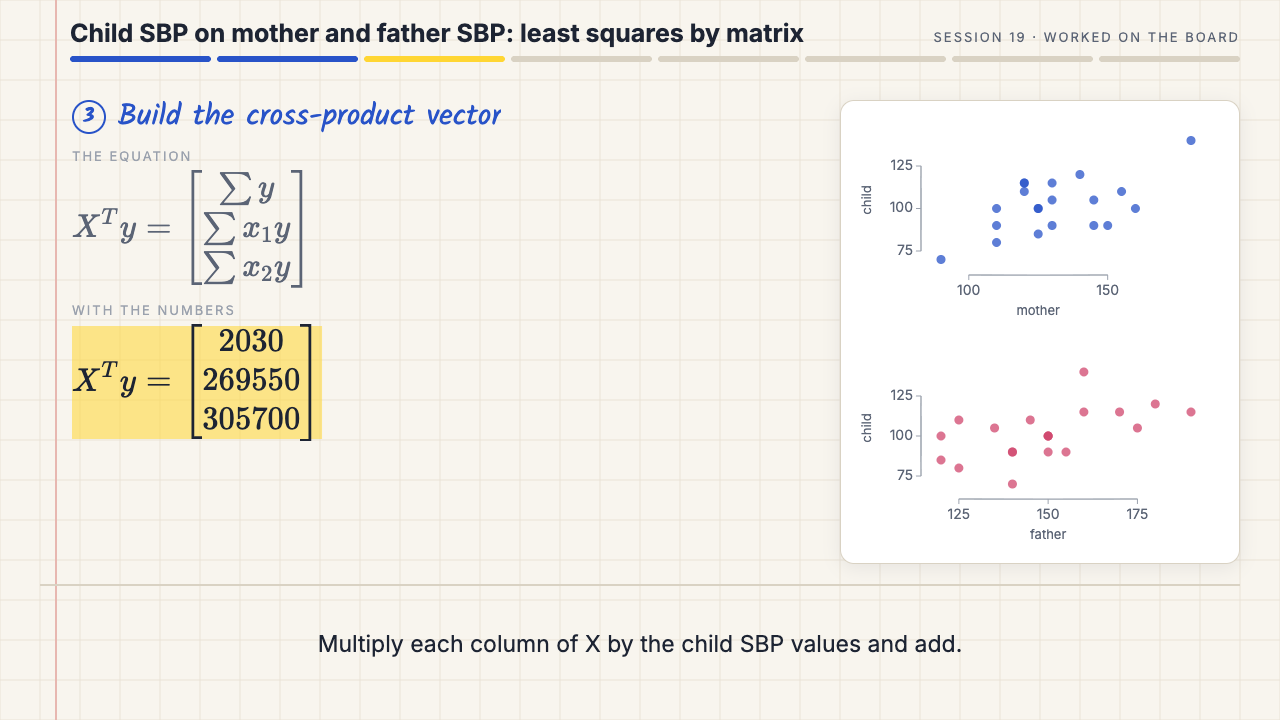 Child SBP on mother and father SBP: least squares by matrix
SESSION 19 · WORKED ON THE BOARD
3 Build the cross-product vector
THE EQUATION
X^T y = [∑ y
∑ x₁y
∑ x₂y]
WITH THE NUMBERS
X^T y = [2030
269550
305700]
125
100
75
child
100 150
mother
125
100
75
child
125 150 175
father
Multiply each column of X by the child SBP values and add.